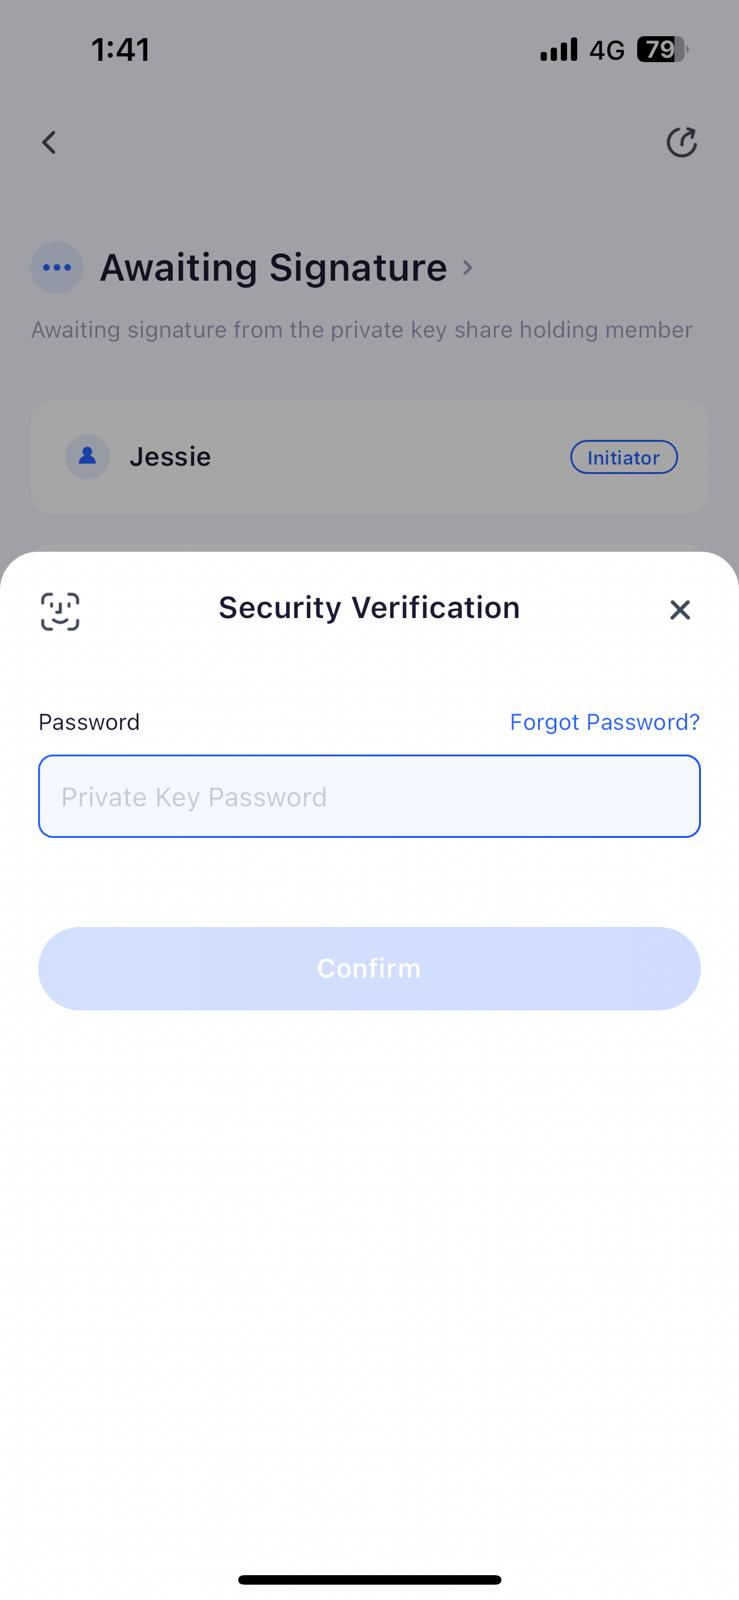 1:41
4G 79
Awaiting Signature
Awaiting signature from the private key share holding member
Jessie
Initiator
Security Verification
Password
Forgot Password?
Private Key Password
Confirm